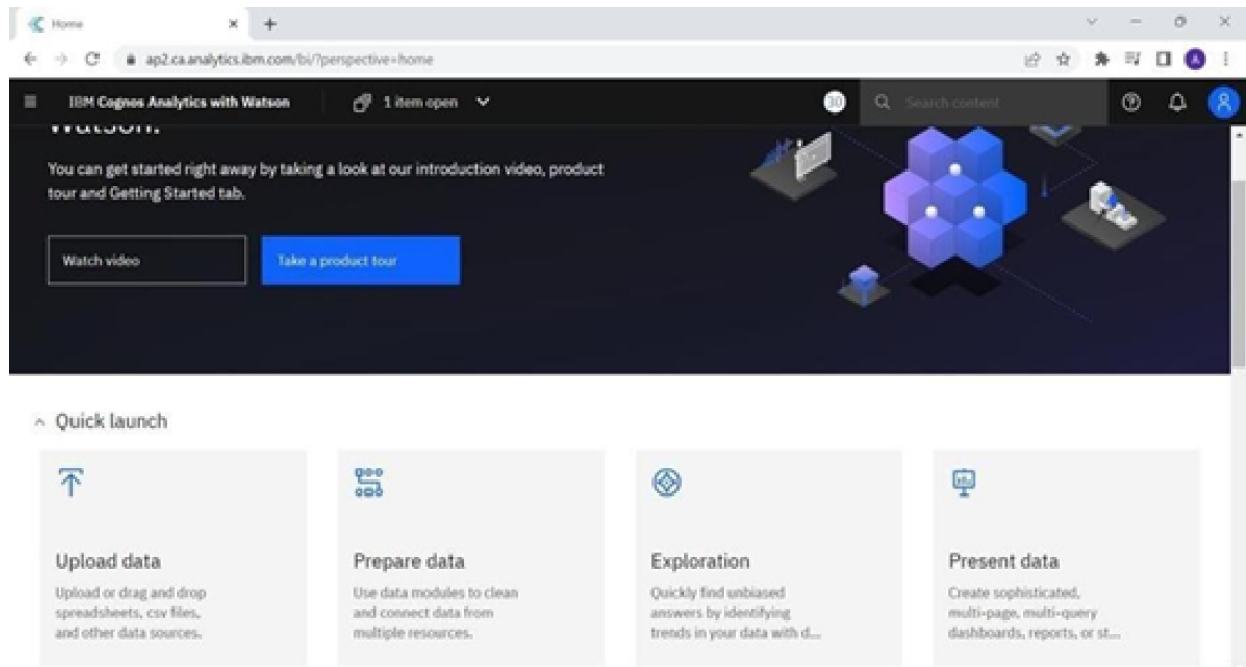 Home
ap2.ca.analytics.ibm.com/bi/?perspective=home
IBM Cognos Analytics with Watson
1 item open
30
Search content
A
Watson.
You can get started right away by taking a look at our introduction video, product
tour and Getting Started tab.
Watch video
Take a product tour
Quick launch
Upload data
Upload or drag and drop
spreadsheets, csv files,
and other data sources.
Prepare data
Use data modules to clean
and connect data from
multiple resources.
Exploration
Quickly find unbiased
answers by identifying
trends in your data with d...
Present data
Create sophisticated,
multi-page, multi-query
dashboards, reports, or st...